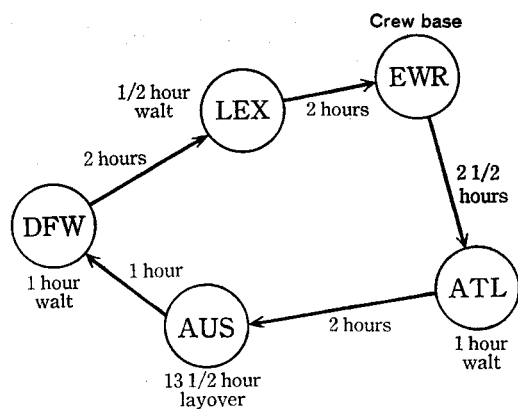 Crew base
EWR
1/2 hour
walt
LEX
2 hours
2 hours
2 1/2
hours
DFW
1 hour
walt
1 hour
ATL
1 hour
walt
2 hours
AUS
13 1/2 hour
layover